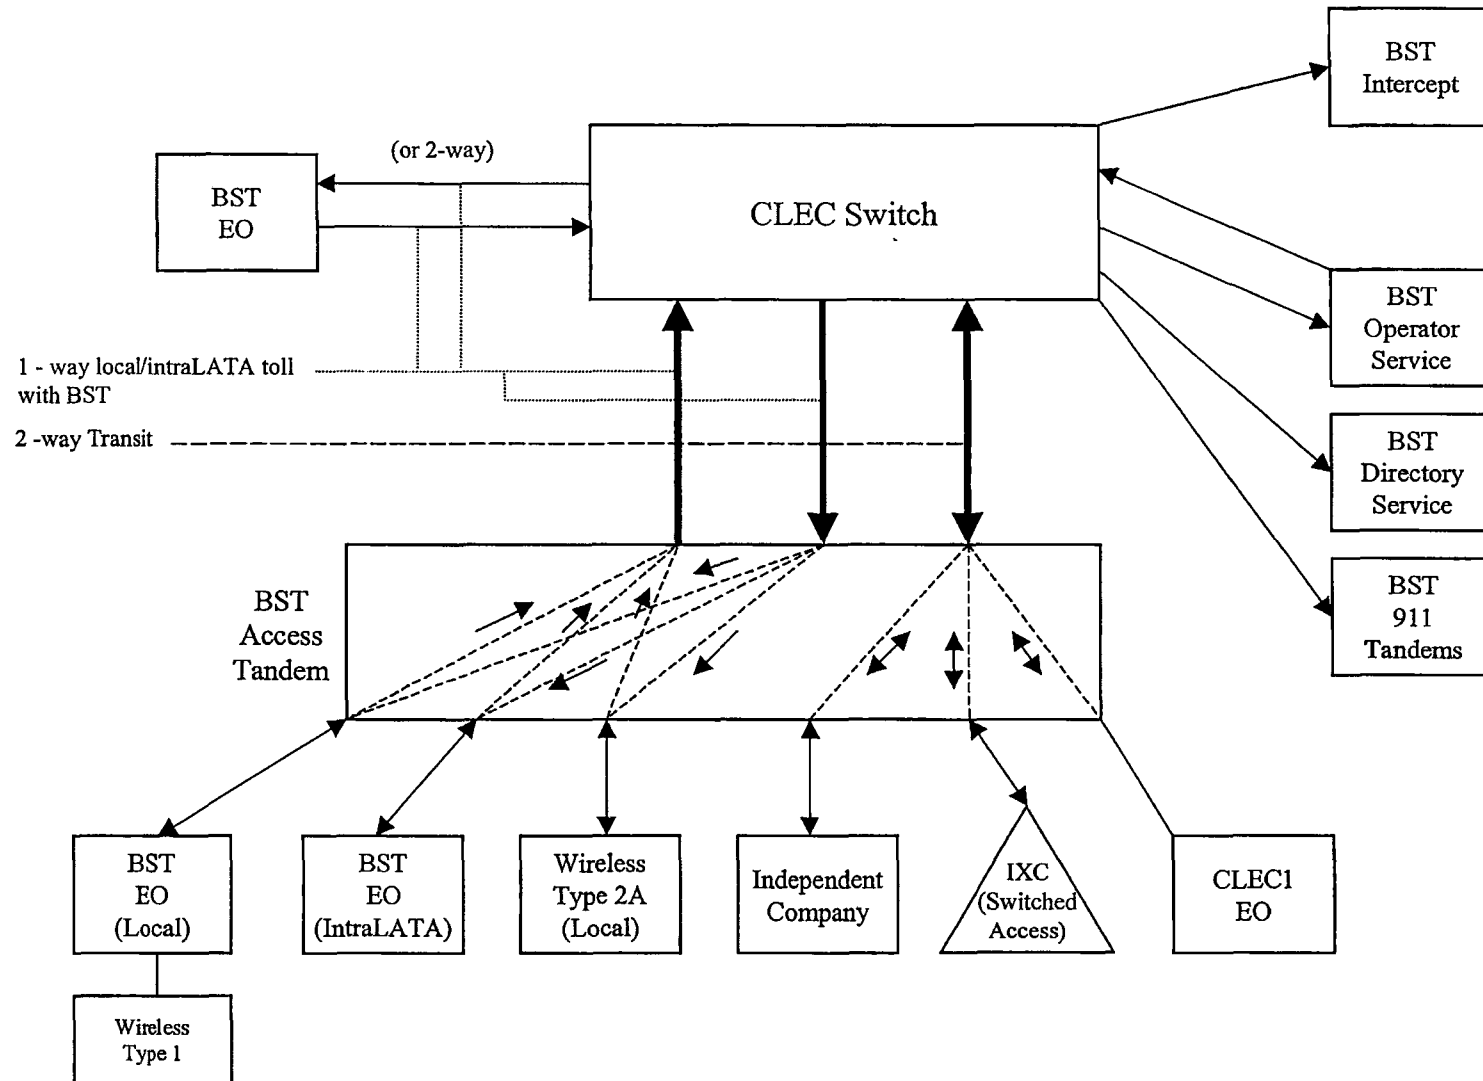 BST
Intercept
(or 2-way)
BST
EO
CLEC Switch
BST
Operator
Service
1 - way local/intraLATA toll
with BST
2 -way Transit
BST
Directory
Service
BST
911
Tandems
BST
Access
Tandem
BST
EO
(Local)
BST
EO
(IntraLATA)
Wireless
Type 2A
(Local)
Independent
Company
IXC
(Switched
Access)
CLEC1
EO
Wireless
Type 1